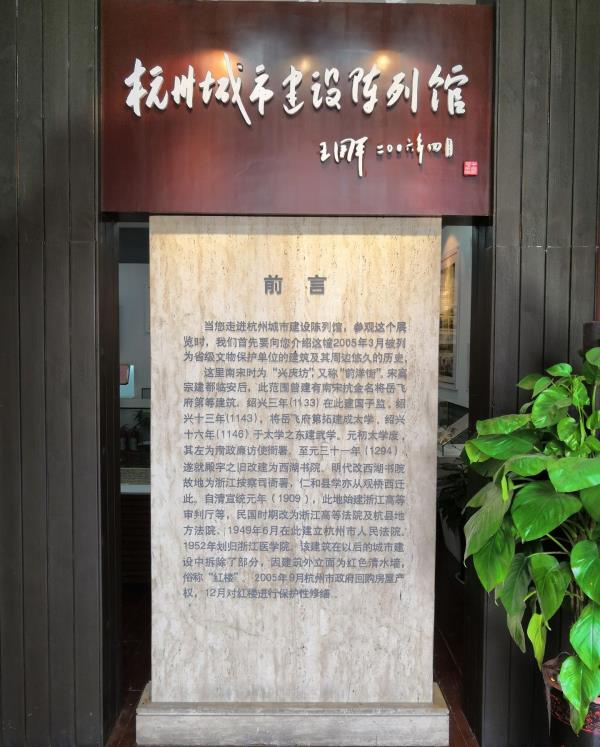 杭州城市建设陈列馆
王国平 二〇〇六年四月
前 言
当您走进杭州城市建设陈列馆，参观这个展
览时，我们首先要向您介绍这幢2005年3月被列
为省级文物保护单位的建筑及其周边悠久的历史。
这里南宋时为“兴庆坊”，又称“前洋街”。宋高
宗建都临安后，此范围曾建有南宋抗金名将岳飞
府第等建筑。绍兴三年(1133)在此建国子监，绍
兴十三年(1143)，将岳飞府第拓建成太学，绍兴
十六年(1146)于太学之东建武学。元初太学废，
其左为肃政廉访使衙署。至元三十一年(1294)，
遂就殿宇之旧改建为西湖书院。明代改西湖书院
故地为浙江按察司衙署，仁和县学亦从观桥西迁
此。自清宣统元年(1909)，此地始建浙江高等
审判厅等，民国时期改为浙江高等法院及杭县地
方法院。1949年6月在此建立杭州市人民法院。
1952年划归浙江医学院。该建筑在以后的城市建
设中拆除了部分，因建筑外立面为红色清水墙，
俗称“红楼”。2005年9月杭州市政府回购房屋产
权，12月对红楼进行保护性修缮。